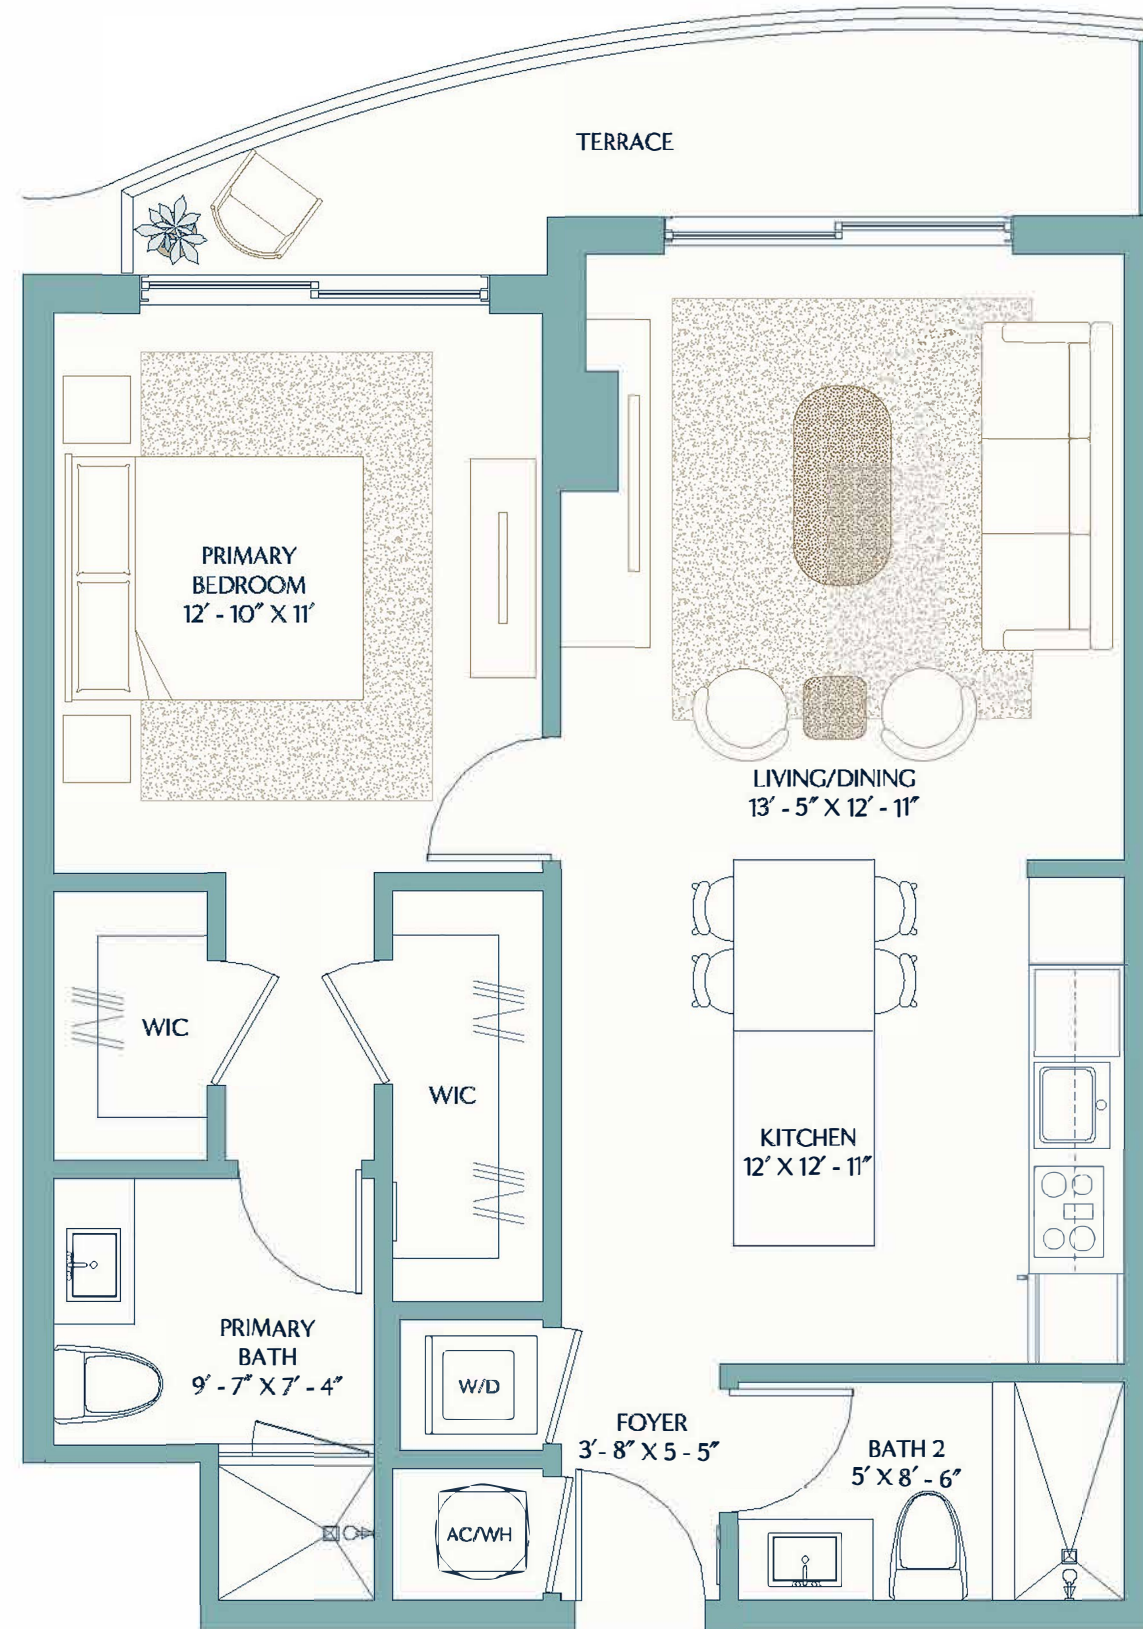 TERRACE
PRIMARY
BEDROOM
12′ - 10″ X 11′
LIVING/DINING
13′ - 5″ X 12′ - 11″
WIC
WIC
KITCHEN
12′ X 12′ - 11″
PRIMARY
BATH
9′ - 7″ X 7′ - 4″
W/D
FOYER
3′ - 8″ X 5 - 5″
BATH 2
5′ X 8′ - 6″
AC/WH